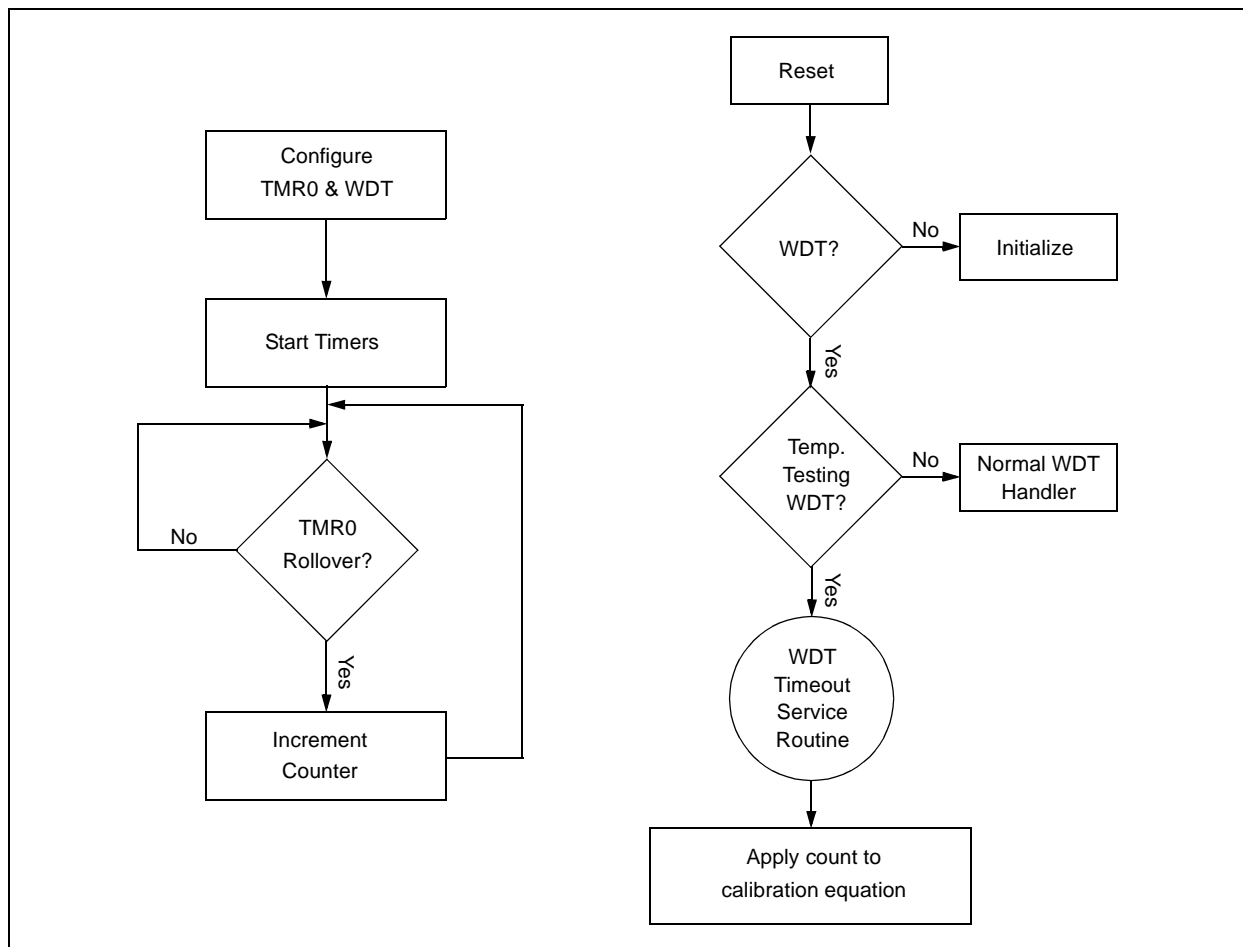 Configure
TMR0 & WDT
Start Timers
TMR0
Rollover?
No
Yes
Increment
Counter
Reset
WDT?
No
Initialize
Yes
Temp.
Testing
WDT?
No
Normal WDT
Handler
Yes
WDT
Timeout
Service
Routine
Apply count to
calibration equation